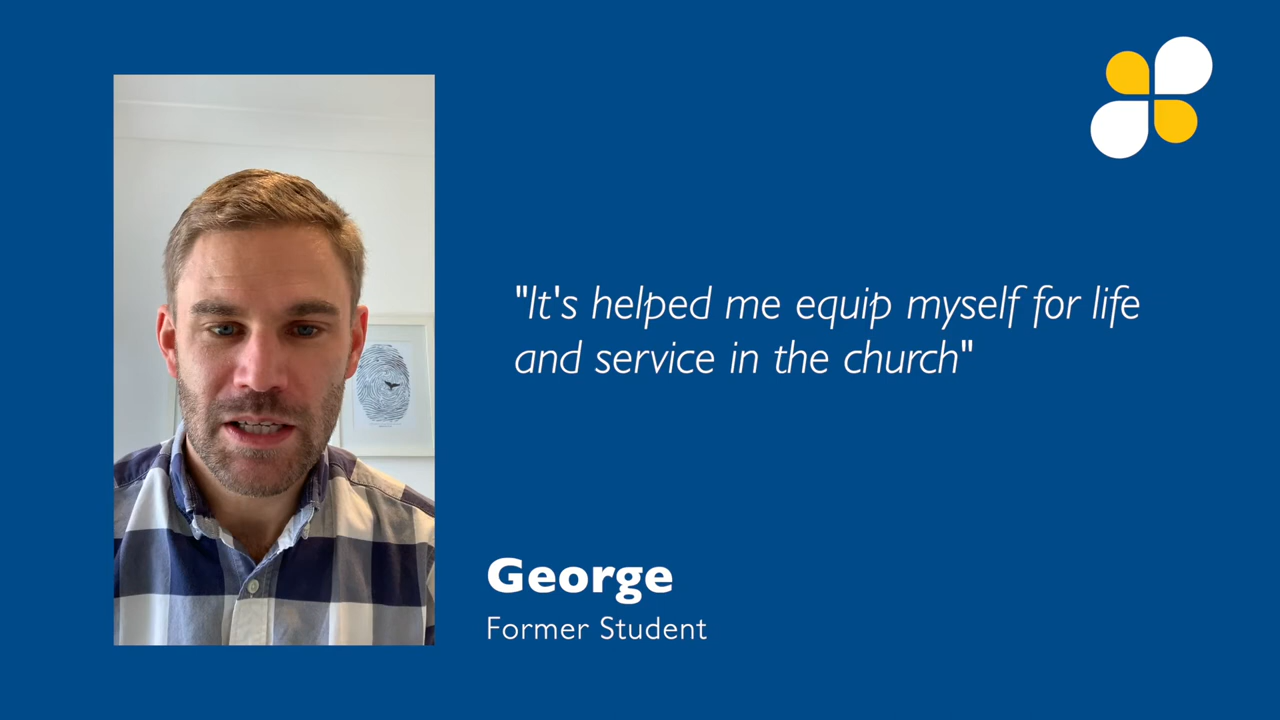 "It's helped me equip myself for life
and service in the church"
George
Former Student